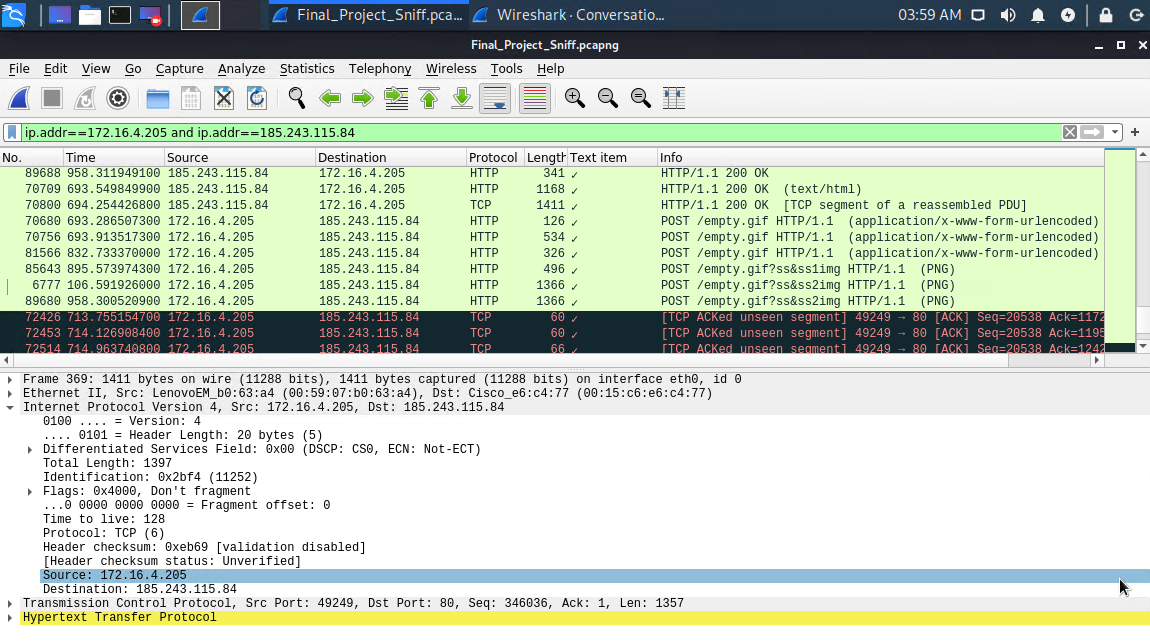 Final_Project_Sniff.pca... Wireshark · Conversatio... 03:59 AM
Final_Project_Sniff.pcapng
File Edit View Go Capture Analyze Statistics Telephony Wireless Tools Help
ip.addr==172.16.4.205 and ip.addr==185.243.115.84
No. Time Source Destination Protocol Length Text item Info
89688 958.311949100 185.243.115.84 172.16.4.205 HTTP 341 ✓ HTTP/1.1 200 OK
70709 693.549849900 185.243.115.84 172.16.4.205 HTTP 1168 ✓ HTTP/1.1 200 OK (text/html)
70800 694.254426800 185.243.115.84 172.16.4.205 TCP 1411 ✓ HTTP/1.1 200 OK [TCP segment of a reassembled PDU]
70680 693.286507300 172.16.4.205 185.243.115.84 HTTP 126 ✓ POST /empty.gif HTTP/1.1 (application/x-www-form-urlencoded)
70756 693.913517300 172.16.4.205 185.243.115.84 HTTP 534 ✓ POST /empty.gif HTTP/1.1 (application/x-www-form-urlencoded)
81566 832.733370000 172.16.4.205 185.243.115.84 HTTP 326 ✓ POST /empty.gif HTTP/1.1 (application/x-www-form-urlencoded)
85643 895.573974300 172.16.4.205 185.243.115.84 HTTP 496 ✓ POST /empty.gif?ss&ss1img HTTP/1.1 (PNG)
6777 106.591926000 172.16.4.205 185.243.115.84 HTTP 1366 ✓ POST /empty.gif?ss&ss2img HTTP/1.1 (PNG)
89680 958.300520900 172.16.4.205 185.243.115.84 HTTP 1366 ✓ POST /empty.gif?ss&ss2img HTTP/1.1 (PNG)
72426 713.755154700 172.16.4.205 185.243.115.84 TCP 60 ✓ [TCP ACKed unseen segment] 49249 → 80 [ACK] Seq=20538 Ack=1172
72453 714.126908400 172.16.4.205 185.243.115.84 TCP 60 ✓ [TCP ACKed unseen segment] 49249 → 80 [ACK] Seq=20538 Ack=1195
72514 714.963740800 172.16.4.205 185.243.115.84 TCP 66 ✓ [TCP ACKed unseen segment] 49249 → 80 [ACK] Seq=20538 Ack=1242
Frame 369: 1411 bytes on wire (11288 bits), 1411 bytes captured (11288 bits) on interface eth0, id 0
Ethernet II, Src: LenovoEM_b0:63:a4 (00:59:07:b0:63:a4), Dst: Cisco_e6:c4:77 (00:15:c6:e6:c4:77)
Internet Protocol Version 4, Src: 172.16.4.205, Dst: 185.243.115.84
0100 .... = Version: 4
.... 0101 = Header Length: 20 bytes (5)
Differentiated Services Field: 0x00 (DSCP: CS0, ECN: Not-ECT)
Total Length: 1397
Identification: 0x2bf4 (11252)
Flags: 0x4000, Don't fragment
...0 0000 0000 0000 = Fragment offset: 0
Time to live: 128
Protocol: TCP (6)
Header checksum: 0xeb69 [validation disabled]
[Header checksum status: Unverified]
Source: 172.16.4.205
Destination: 185.243.115.84
Transmission Control Protocol, Src Port: 49249, Dst Port: 80, Seq: 346036, Ack: 1, Len: 1357
Hypertext Transfer Protocol